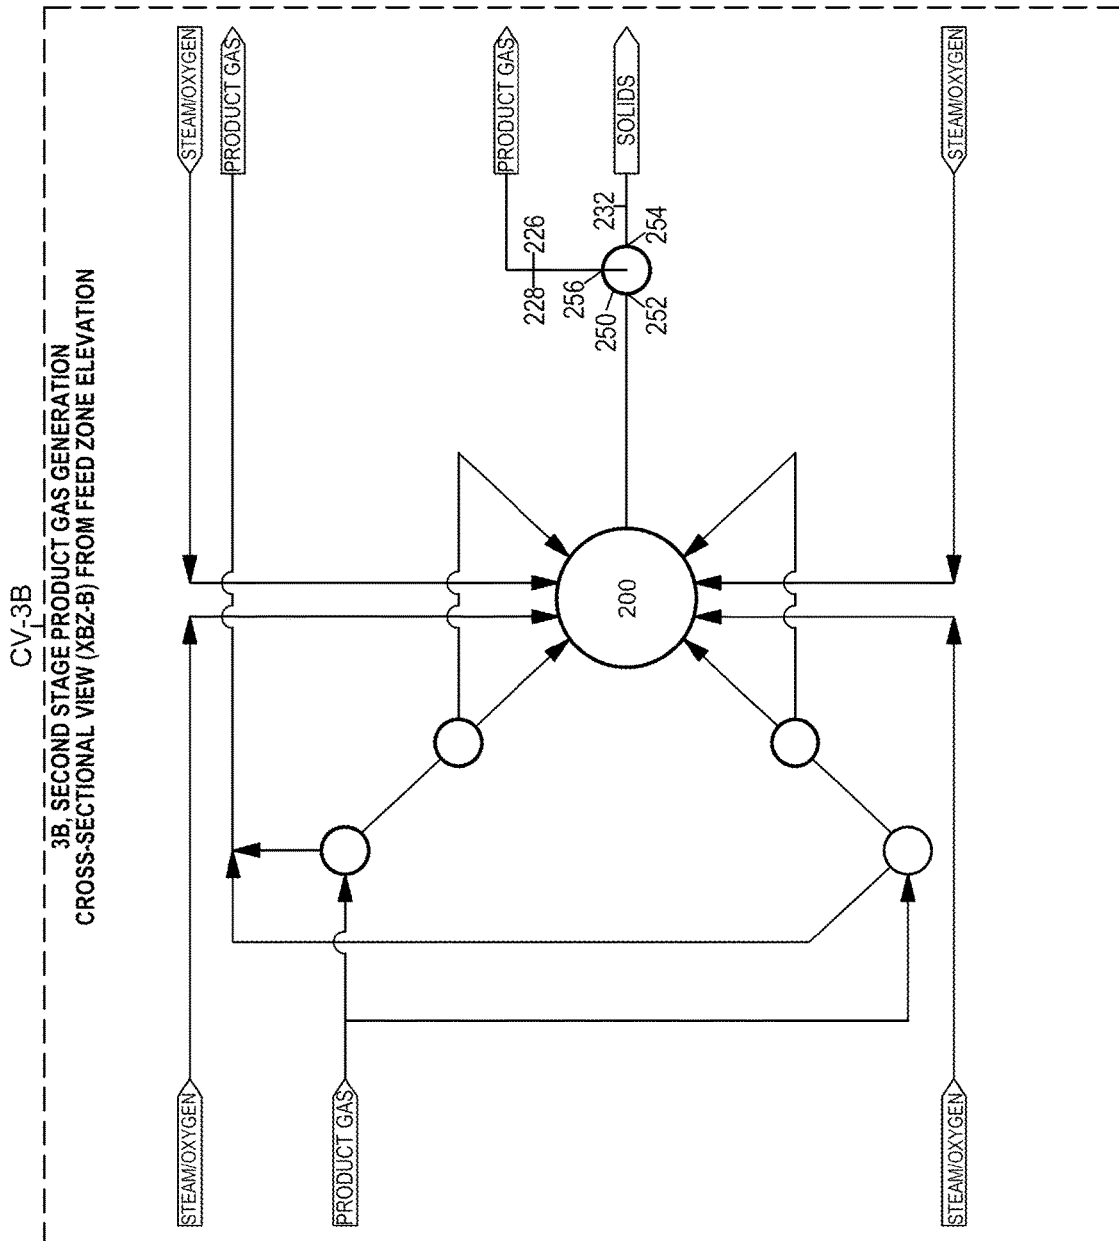 CV-3B
3B, SECOND STAGE PRODUCT GAS GENERATION
CROSS-SECTIONAL VIEW (XBZ-B) FROM FEED ZONE ELEVATION
STEAM/OXYGEN
PRODUCT GAS
PRODUCT GAS
SOLIDS
STEAM/OXYGEN
226
228
232
254
256
250
252
200
STEAM/OXYGEN
PRODUCT GAS
STEAM/OXYGEN